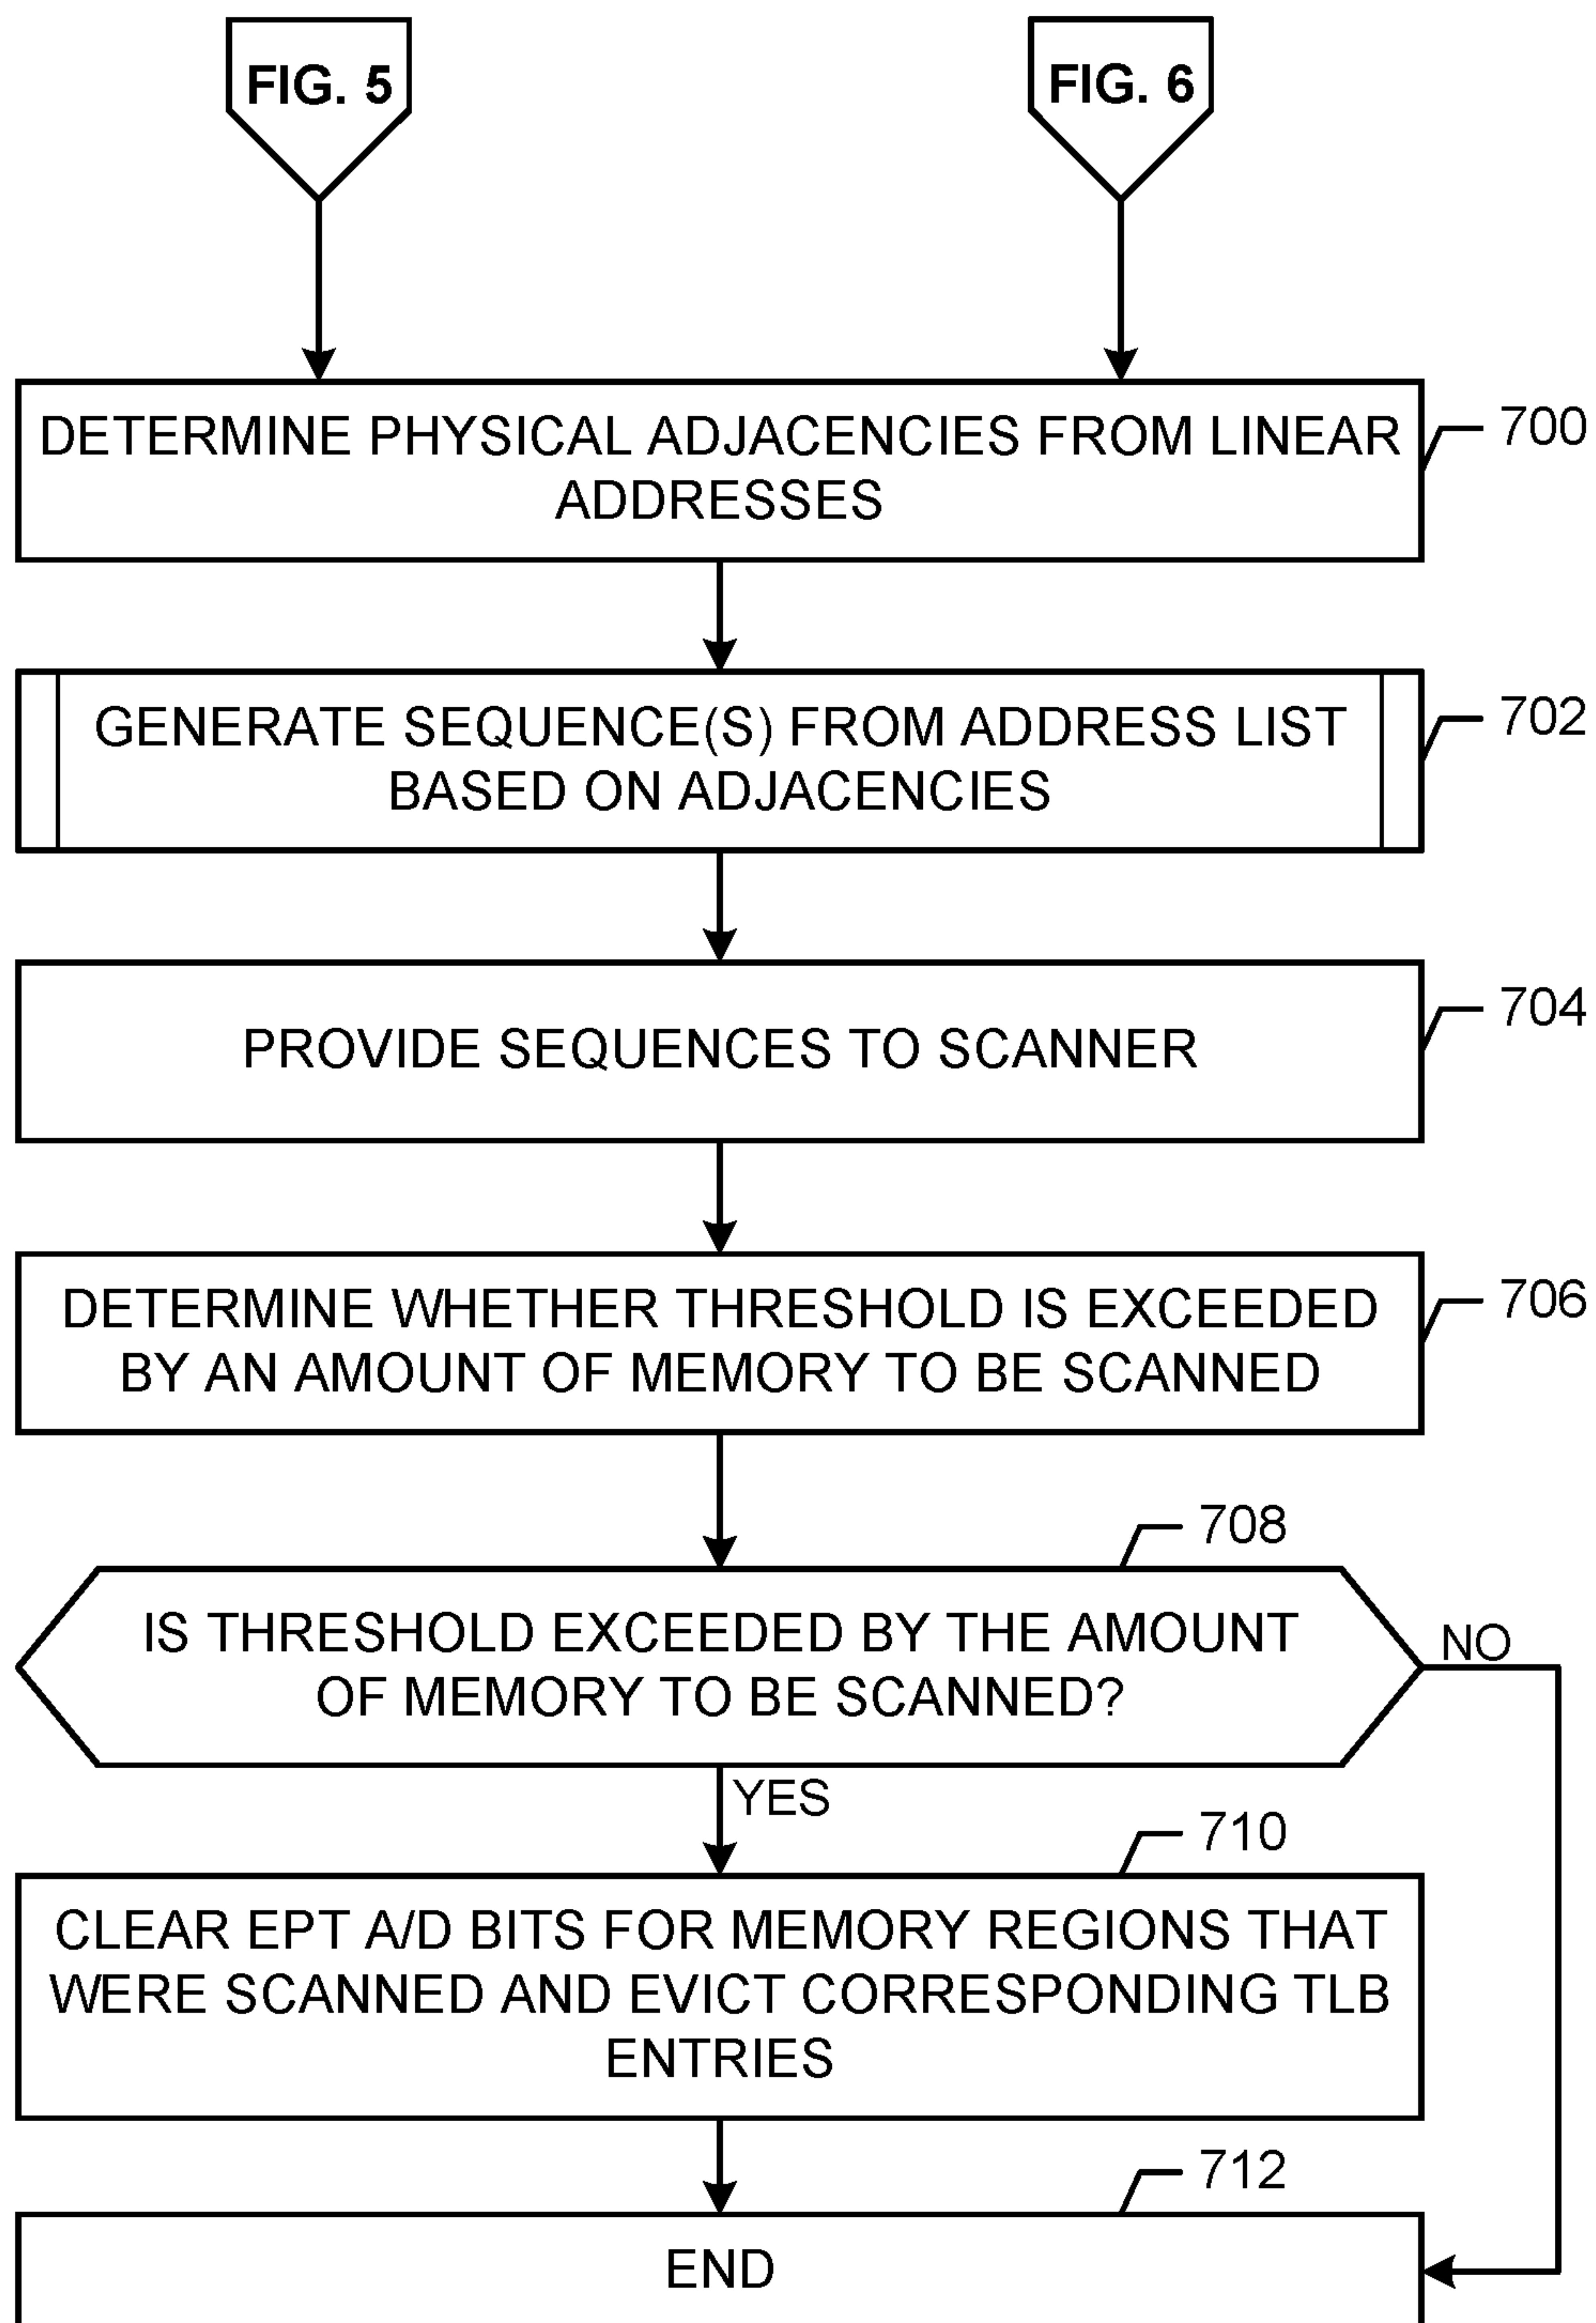 FIG. 5
FIG. 6
DETERMINE PHYSICAL ADJACENCIES FROM LINEAR
ADDRESSES
700
GENERATE SEQUENCE(S) FROM ADDRESS LIST
BASED ON ADJACENCIES
702
PROVIDE SEQUENCES TO SCANNER
704
DETERMINE WHETHER THRESHOLD IS EXCEEDED
BY AN AMOUNT OF MEMORY TO BE SCANNED
706
708
IS THRESHOLD EXCEEDED BY THE AMOUNT
OF MEMORY TO BE SCANNED?
NO
YES
710
CLEAR EPT A/D BITS FOR MEMORY REGIONS THAT
WERE SCANNED AND EVICT CORRESPONDING TLB
ENTRIES
712
END